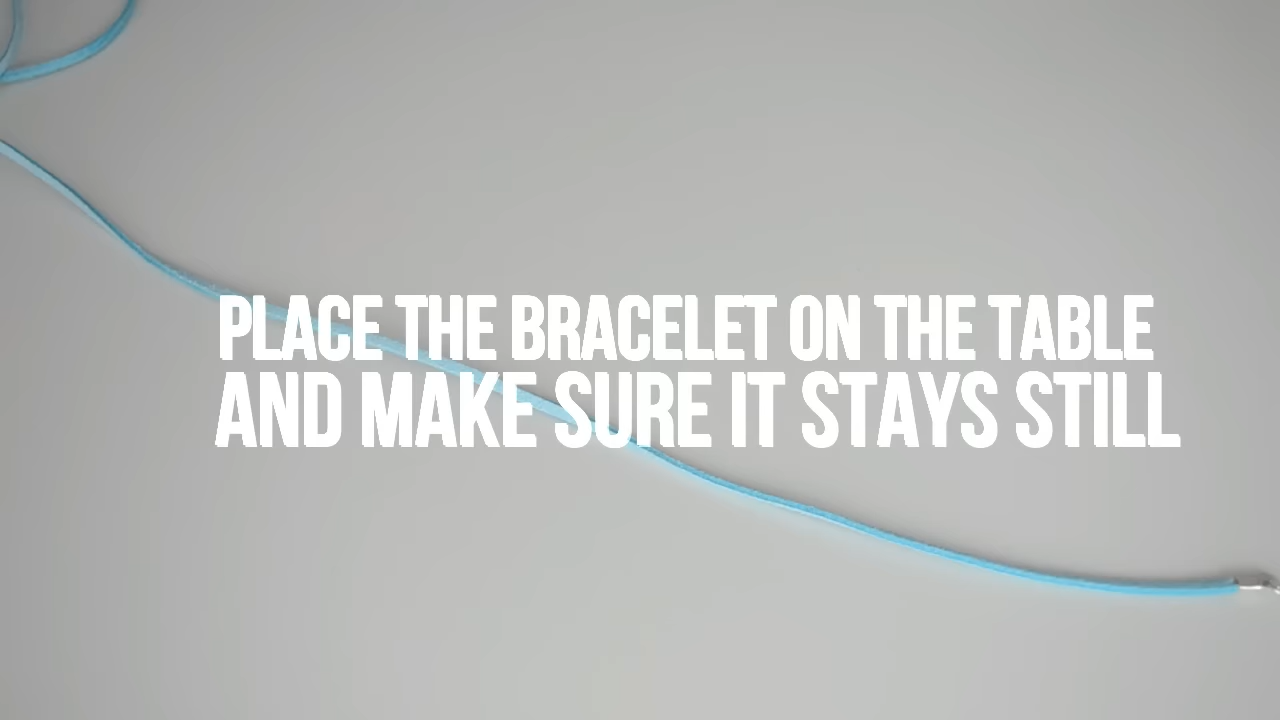 PLACE THE BRACELET ON THE TABLE
AND MAKE SURE IT STAYS STILL